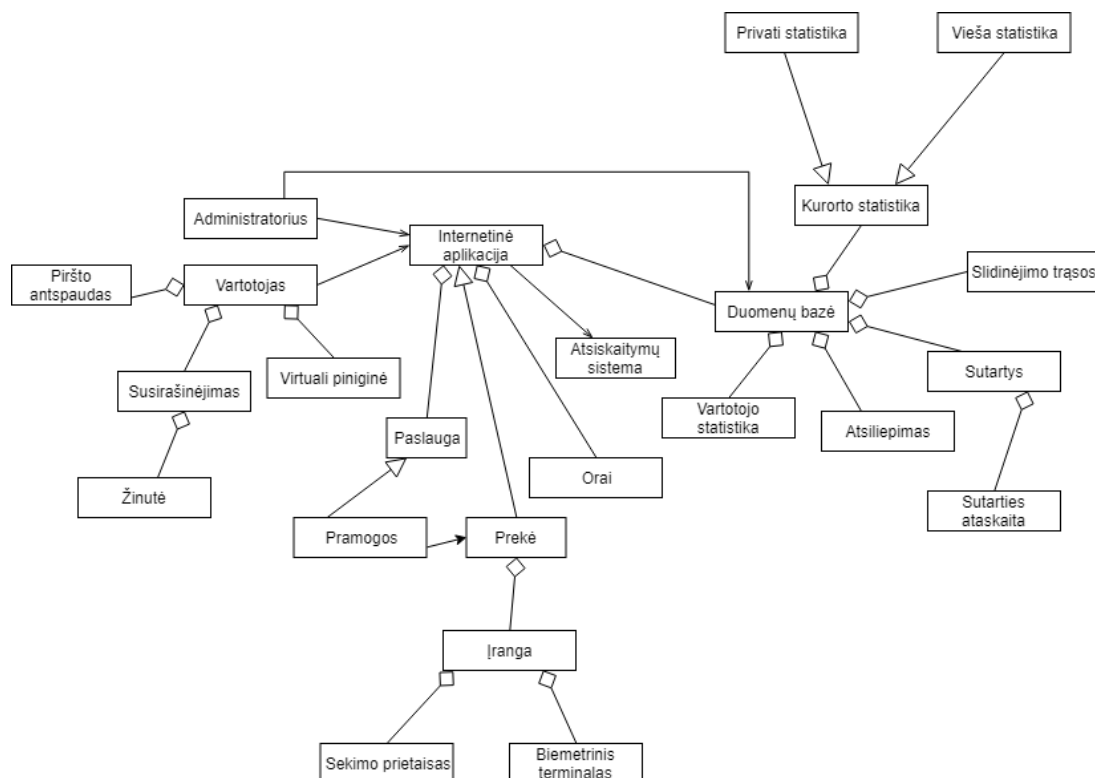 Privati statistika
Vieša statistika
Kurorto statistika
Administratorius
Internetinė
aplikacija
Piršto
antspaudas
Vartotojas
Slidinėjimo trąsos
Duomenų bazė
Atsiskaitymų
sistema
Susirašinėjimas
Virtuali piniginė
Sutartys
Vartotojo
statistika
Paslauga
Atsiliepimas
Orai
Žinutė
Sutarties
ataskaita
Pramogos
Prekė
Įranga
Sekimo prietaisas
Biemetrinis
terminalas